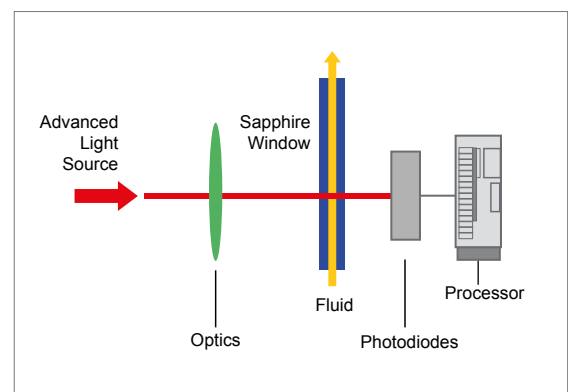 Advanced
Light
Source
Sapphire
Window
Optics
Fluid
Photodiodes
Processor